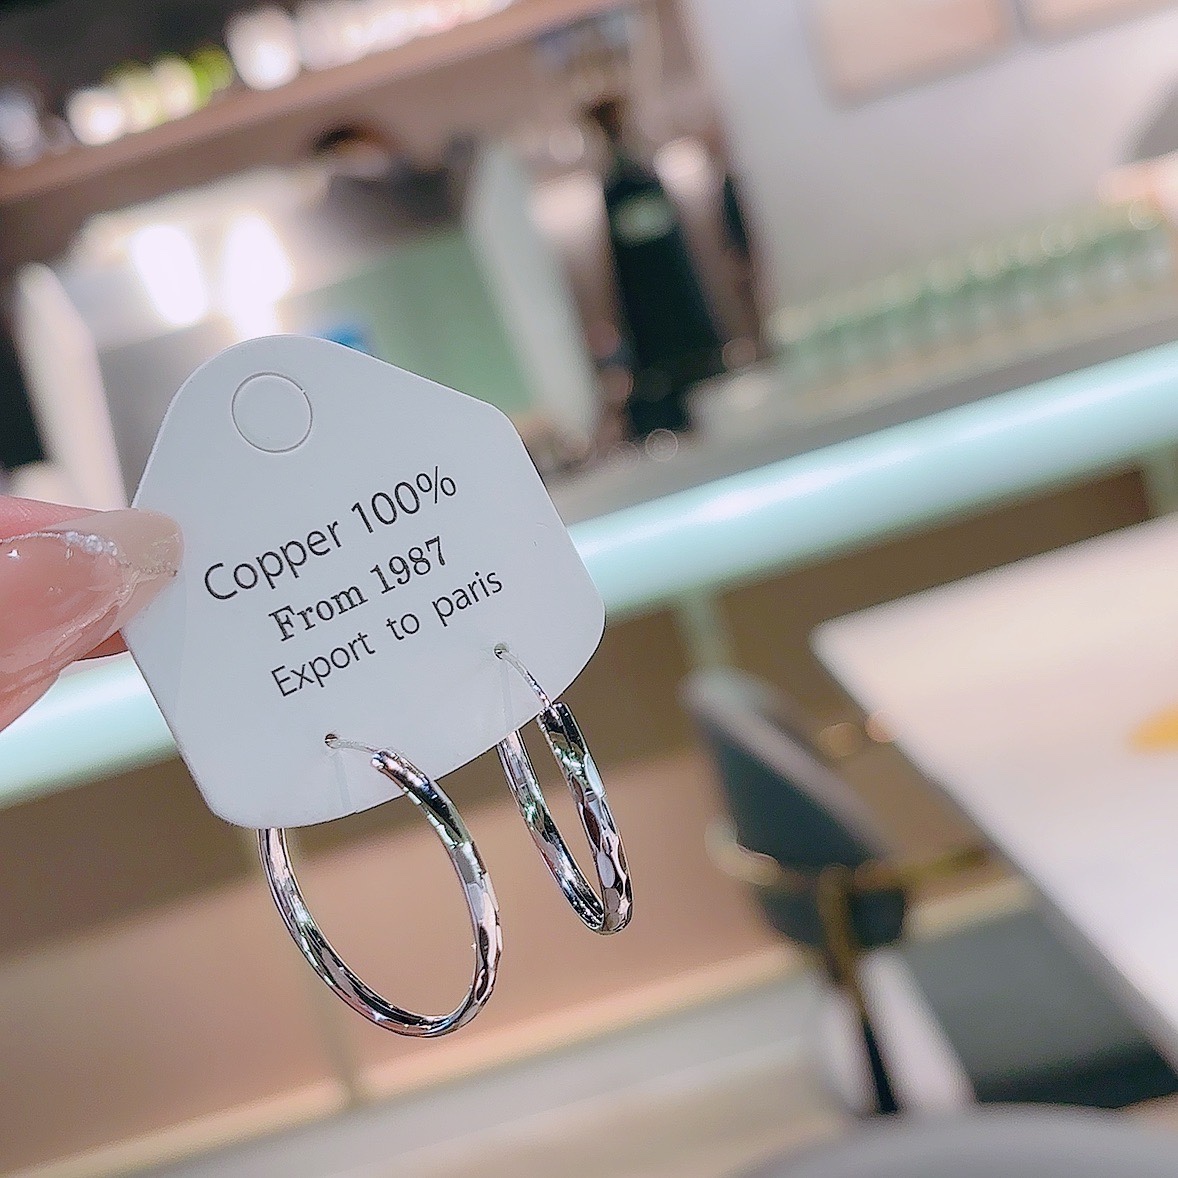 Copper 100%
From 1987
Export to paris